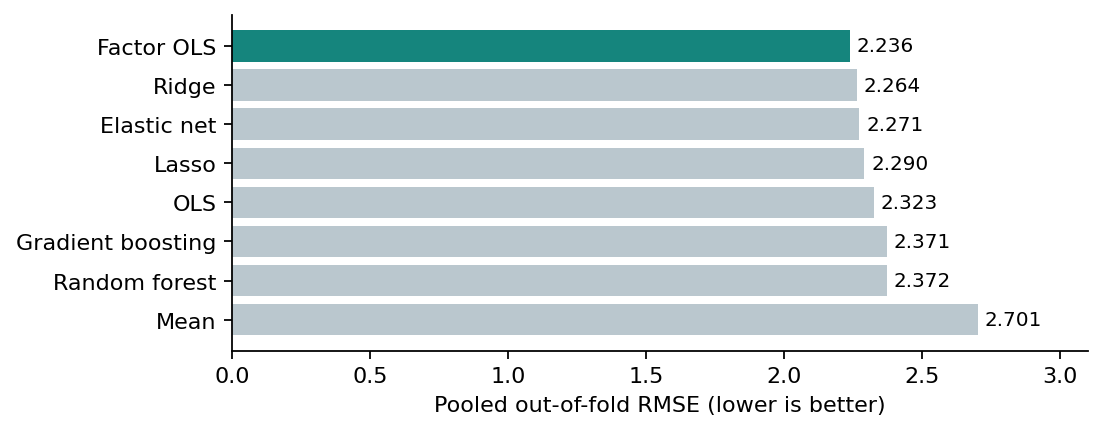 Factor OLS 2.236
Ridge 2.264
Elastic net 2.271
Lasso 2.290
OLS 2.323
Gradient boosting 2.371
Random forest 2.372
Mean 2.701
0.0 0.5 1.0 1.5 2.0 2.5 3.0
Pooled out-of-fold RMSE (lower is better)